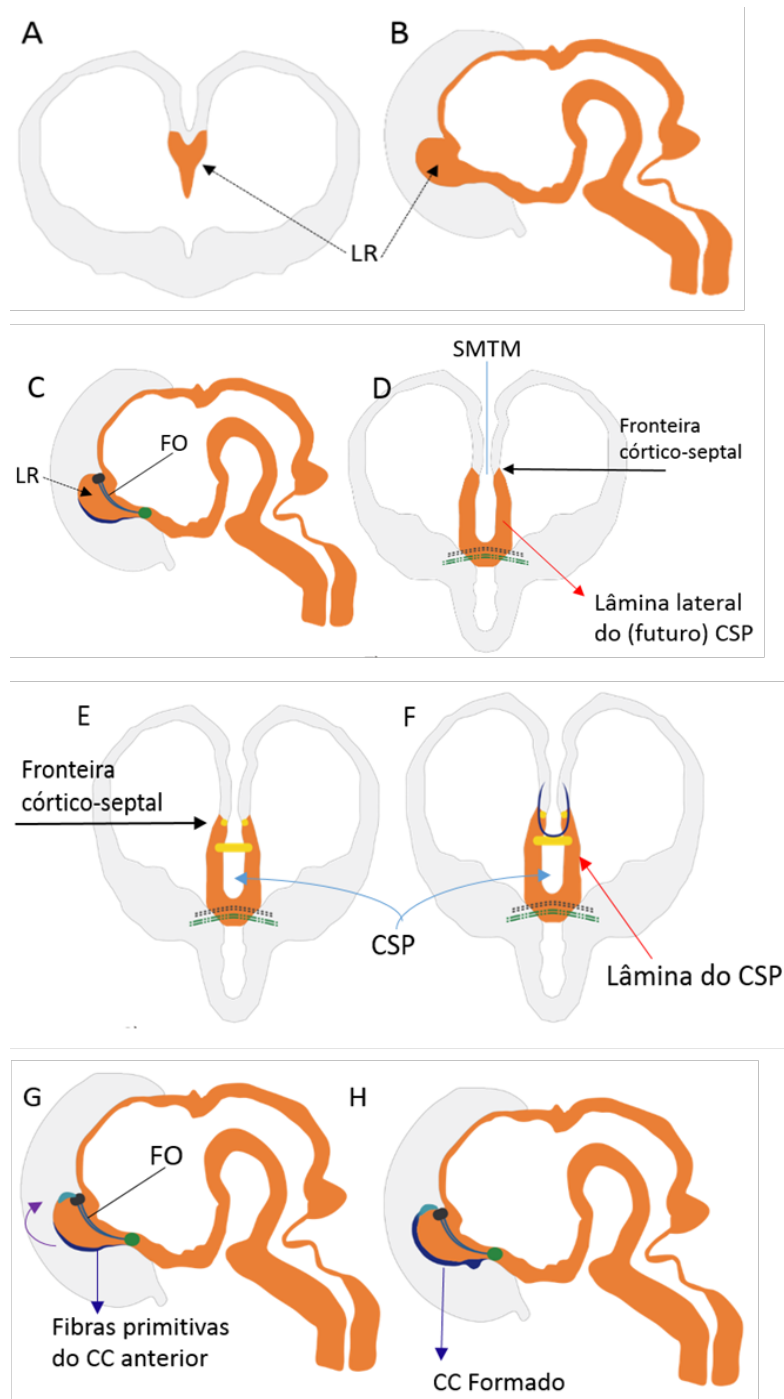 A
B
LR
SMTM
C
D
Fronteira
córtico-septal
FO
LR
Lâmina lateral
do (futuro) CSP
E
F
Fronteira
córtico-septal
CSP
Lâmina do CSP
G
H
FO
Fibras primitivas
do CC anterior
CC Formado